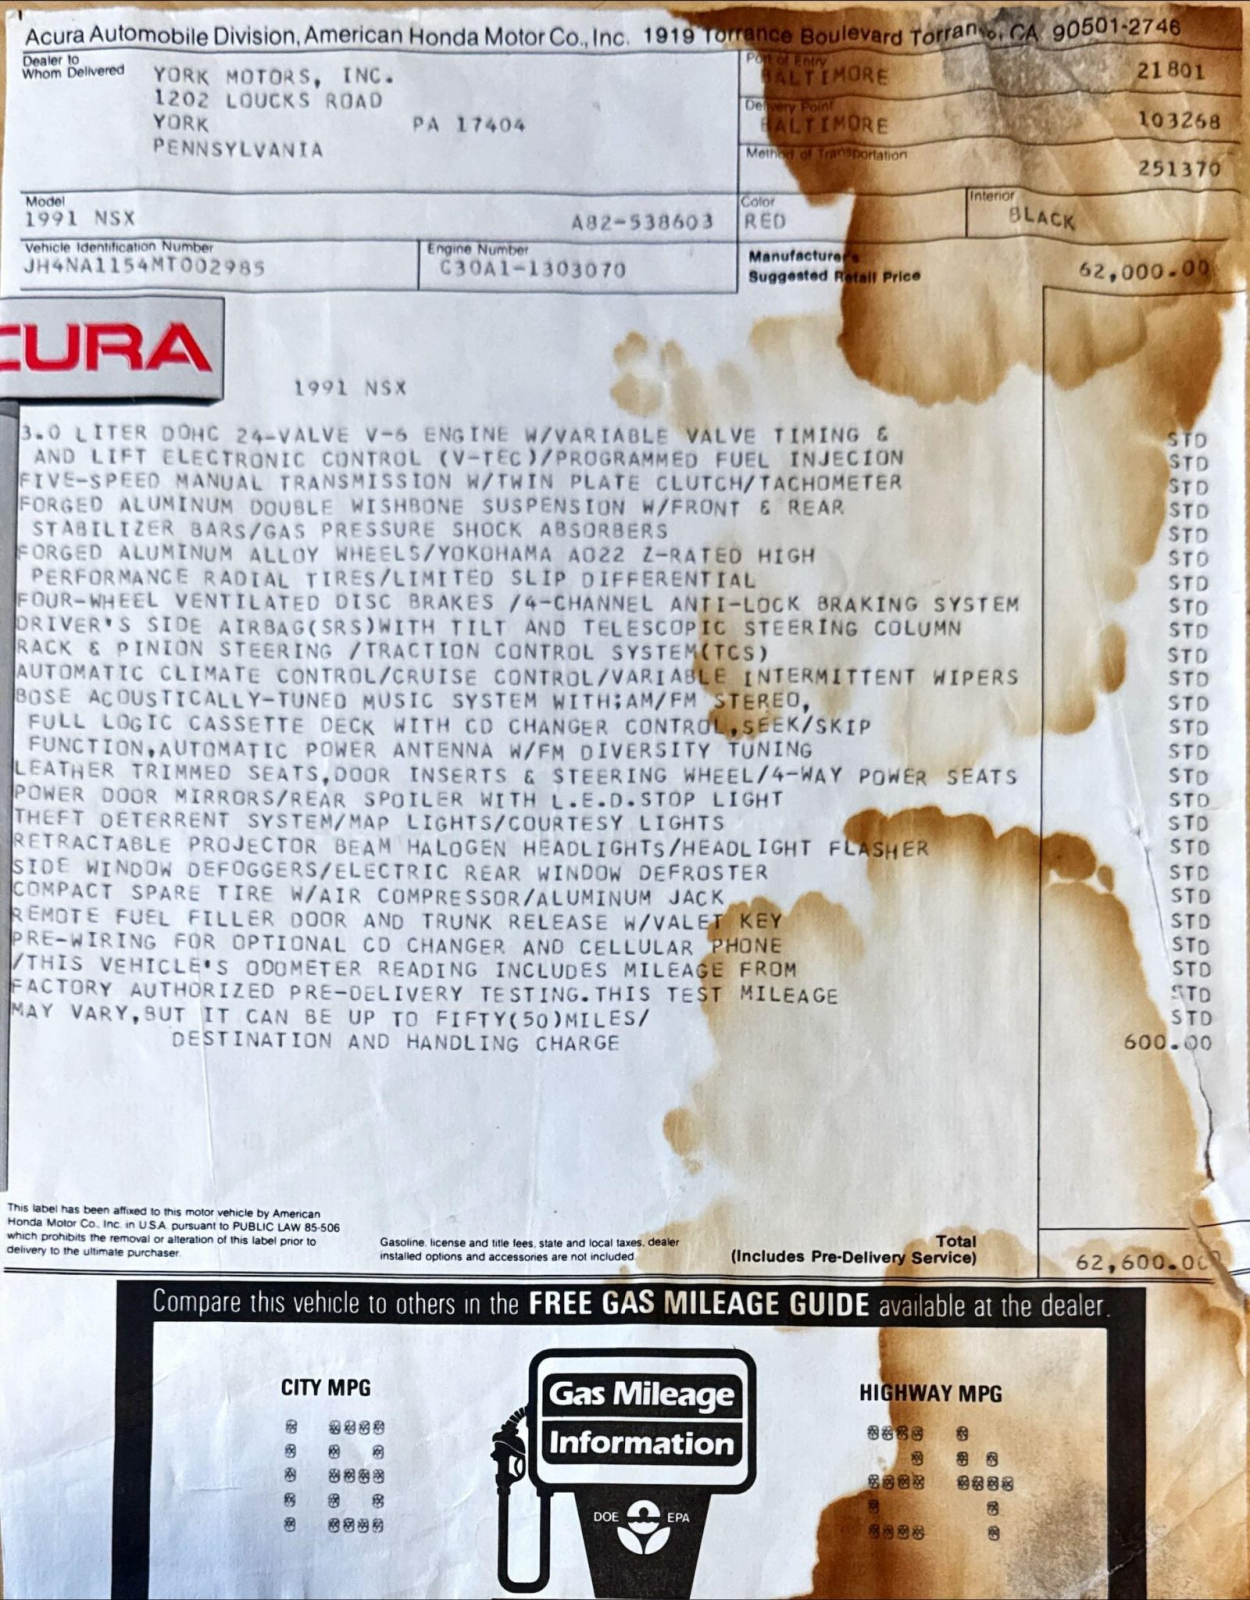 Acura Automobile Division, American Honda Motor Co., Inc. 1919 Torrance Boulevard Torrance, CA 90501-2746
Dealer to
Whom Delivered
YORK MOTORS, INC.
1202 LOUCKS ROAD
YORK PA 17404
PENNSYLVANIA
Port of Entry
BALTIMORE 21801
Delivery Point
BALTIMORE 103268
Method of Transportation
251370
Model
1991 NSX A82-538603
Color
RED
Interior
BLACK
Vehicle Identification Number
JH4NA1154MT002985
Engine Number
C30A1-1303070
Manufacturer's
Suggested Retail Price 62,000.00
CURA
1991 NSX
3.0 LITER DOHC 24-VALVE V-6 ENGINE W/VARIABLE VALVE TIMING & STD
AND LIFT ELECTRONIC CONTROL (V-TEC)/PROGRAMMED FUEL INJECION STD
FIVE-SPEED MANUAL TRANSMISSION W/TWIN PLATE CLUTCH/TACHOMETER STD
FORGED ALUMINUM DOUBLE WISHBONE SUSPENSION W/FRONT & REAR STD
STABILIZER BARS/GAS PRESSURE SHOCK ABSORBERS STD
FORGED ALUMINUM ALLOY WHEELS/YOKOHAMA A022 Z-RATED HIGH STD
PERFORMANCE RADIAL TIRES/LIMITED SLIP DIFFERENTIAL STD
FOUR-WHEEL VENTILATED DISC BRAKES /4-CHANNEL ANTI-LOCK BRAKING SYSTEM STD
DRIVER'S SIDE AIRBAG(SRS)WITH TILT AND TELESCOPIC STEERING COLUMN STD
RACK & PINION STEERING /TRACTION CONTROL SYSTEM(TCS) STD
AUTOMATIC CLIMATE CONTROL/CRUISE CONTROL/VARIABLE INTERMITTENT WIPERS STD
BOSE ACOUSTICALLY-TUNED MUSIC SYSTEM WITH:AM/FM STEREO, STD
FULL LOGIC CASSETTE DECK WITH CD CHANGER CONTROL,SEEK/SKIP STD
FUNCTION,AUTOMATIC POWER ANTENNA W/FM DIVERSITY TUNING STD
LEATHER TRIMMED SEATS,DOOR INSERTS & STEERING WHEEL/4-WAY POWER SEATS STD
POWER DOOR MIRRORS/REAR SPOILER WITH L.E.D.STOP LIGHT STD
THEFT DETERRENT SYSTEM/MAP LIGHTS/COURTESY LIGHTS STD
RETRACTABLE PROJECTOR BEAM HALOGEN HEADLIGHTS/HEADLIGHT FLASHER STD
SIDE WINDOW DEFOGGERS/ELECTRIC REAR WINDOW DEFROSTER STD
COMPACT SPARE TIRE W/AIR COMPRESSOR/ALUMINUM JACK STD
REMOTE FUEL FILLER DOOR AND TRUNK RELEASE W/VALET KEY STD
PRE-WIRING FOR OPTIONAL CD CHANGER AND CELLULAR PHONE STD
/THIS VEHICLE'S ODOMETER READING INCLUDES MILEAGE FROM STD
FACTORY AUTHORIZED PRE-DELIVERY TESTING.THIS TEST MILEAGE STD
MAY VARY,BUT IT CAN BE UP TO FIFTY(50)MILES/ STD
DESTINATION AND HANDLING CHARGE 600.00
This label has been affixed to this motor vehicle by American
Honda Motor Co., Inc. in U.S.A. pursuant to PUBLIC LAW 85-506
which prohibits the removal or alteration of this label prior to
delivery to the ultimate purchaser.
Gasoline, license and title fees, state and local taxes, dealer
installed options and accessories are not included.
Total
(Includes Pre-Delivery Service) 62,600.00
Compare this vehicle to others in the FREE GAS MILEAGE GUIDE available at the dealer.
CITY MPG
18
Gas Mileage
Information
DOE EPA
HIGHWAY MPG
24